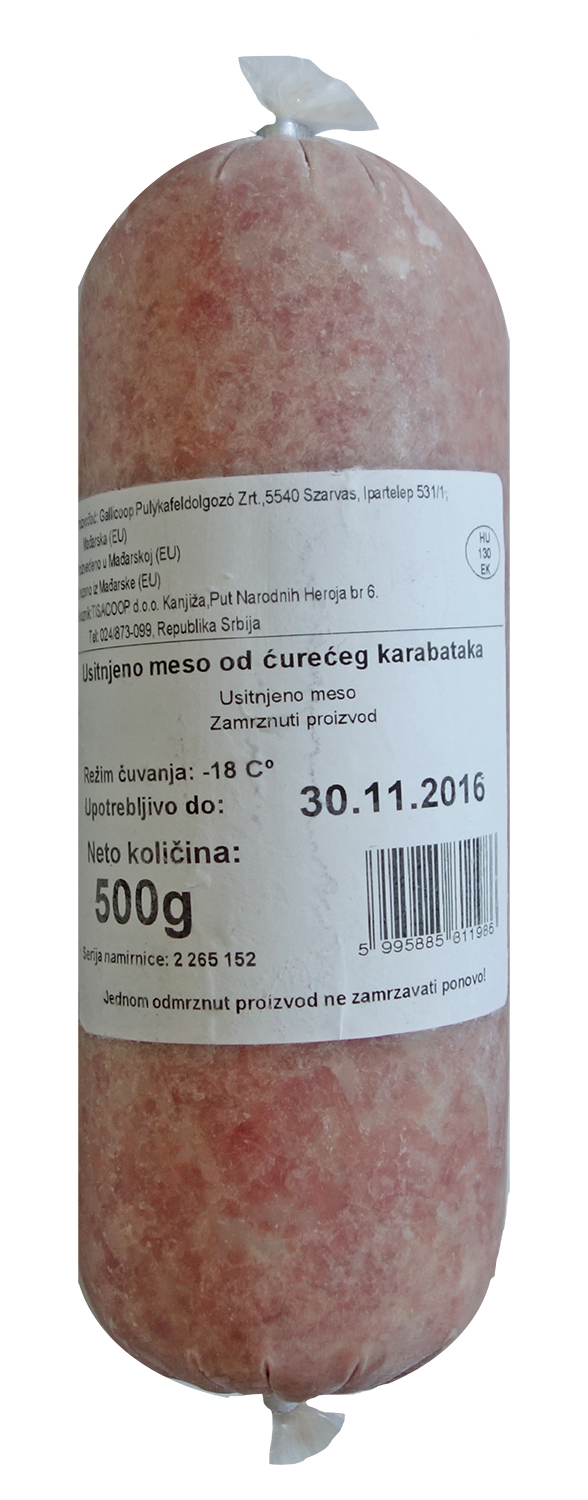 Gallicoop Pulykafeldolgozó Zrt.,5540 Szarvas, Ipartelep 531/1,
Mađarska (EU)
u Mađarskoj (EU)
iz Mađarske (EU)
TISACOOP d.o.o. Kanjiža,Put Narodnih Heroja br 6.
Tel: 024/873-099, Republika Srbija
HU
130
EK
Usitnjeno meso od ćurećeg karabataka
Usitnjeno meso
Zamrznuti proizvod
Režim čuvanja: -18 Cº
Upotrebljivo do: 30.11.2016
Neto količina:
500g
5 995885 811986
Serija namirnice: 2 265 152
Jednom odmrznut proizvod ne zamrzavati ponovo!